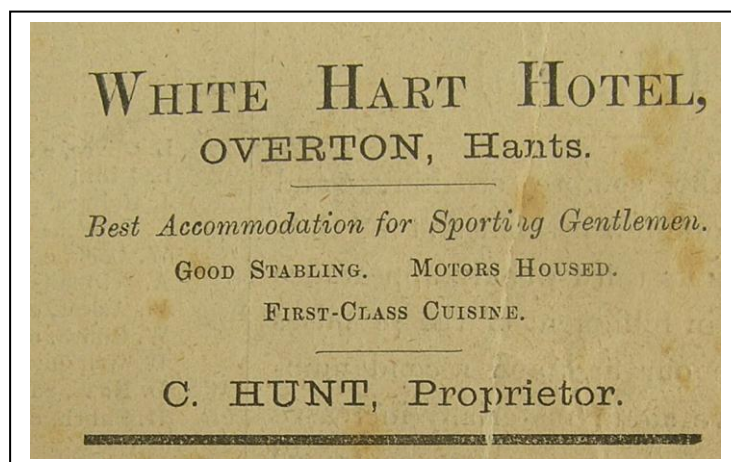 WHITE HART HOTEL,
OVERTON, Hants.
Best Accommodation for Sporting Gentlemen.
GOOD STABLING. MOTORS HOUSED.
FIRST-CLASS CUISINE.
C. HUNT, Proprietor.